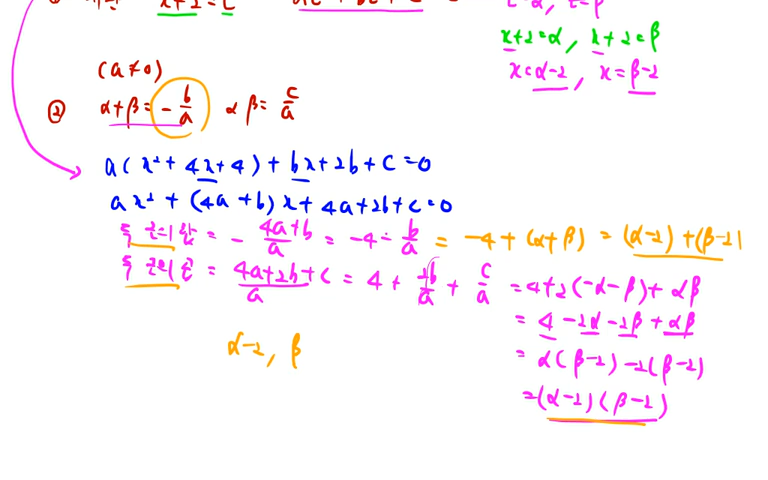 x+2=t
t=α, t=β
x+2=α, x+2=β
x=α-2, x=β-2
(a≠0)
② α+β=-b/a αβ=c/a
a(x²+4x+4)+bx+2b+c=0
ax²+(4a+b)x+4a+2b+c=0
두 근의 합 = -(4a+b)/a = -4-b/a = -4+(α+β) = (α-2)+(β-2)
두 근의 곱 = (4a+2b+c)/a = 4+2b/a+c/a = 4+2(-α-β)+αβ
= 4-2α-2β+αβ
= α(β-2)-2(β-2)
=(α-2)(β-2)
α-2, β